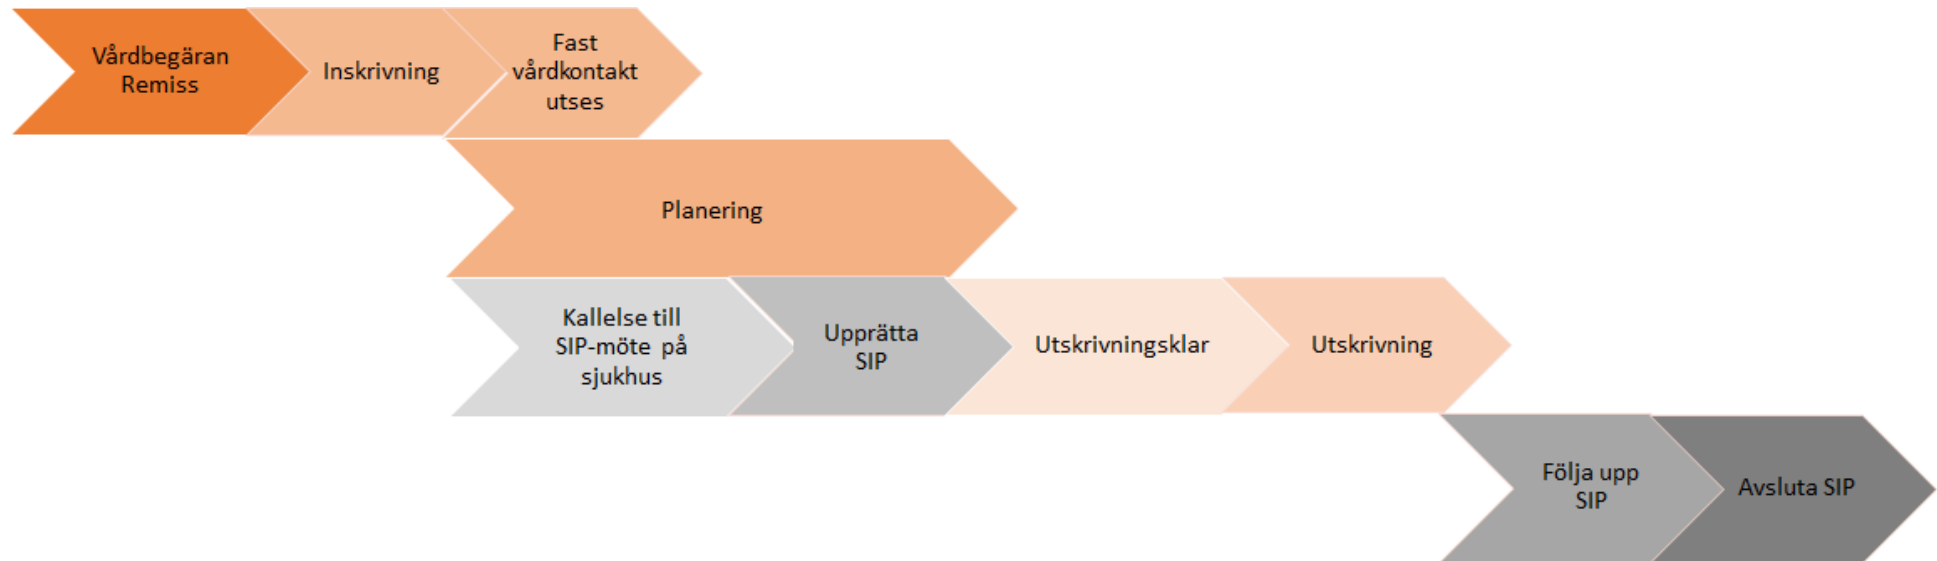 Vårdbegäran
Remiss
Inskrivning
Fast
vårdkontakt
utses
Planering
Kallelse till
SIP-möte på
sjukhus
Upprätta
SIP
Utskrivningsklar
Utskrivning
Följa upp
SIP
Avsluta SIP